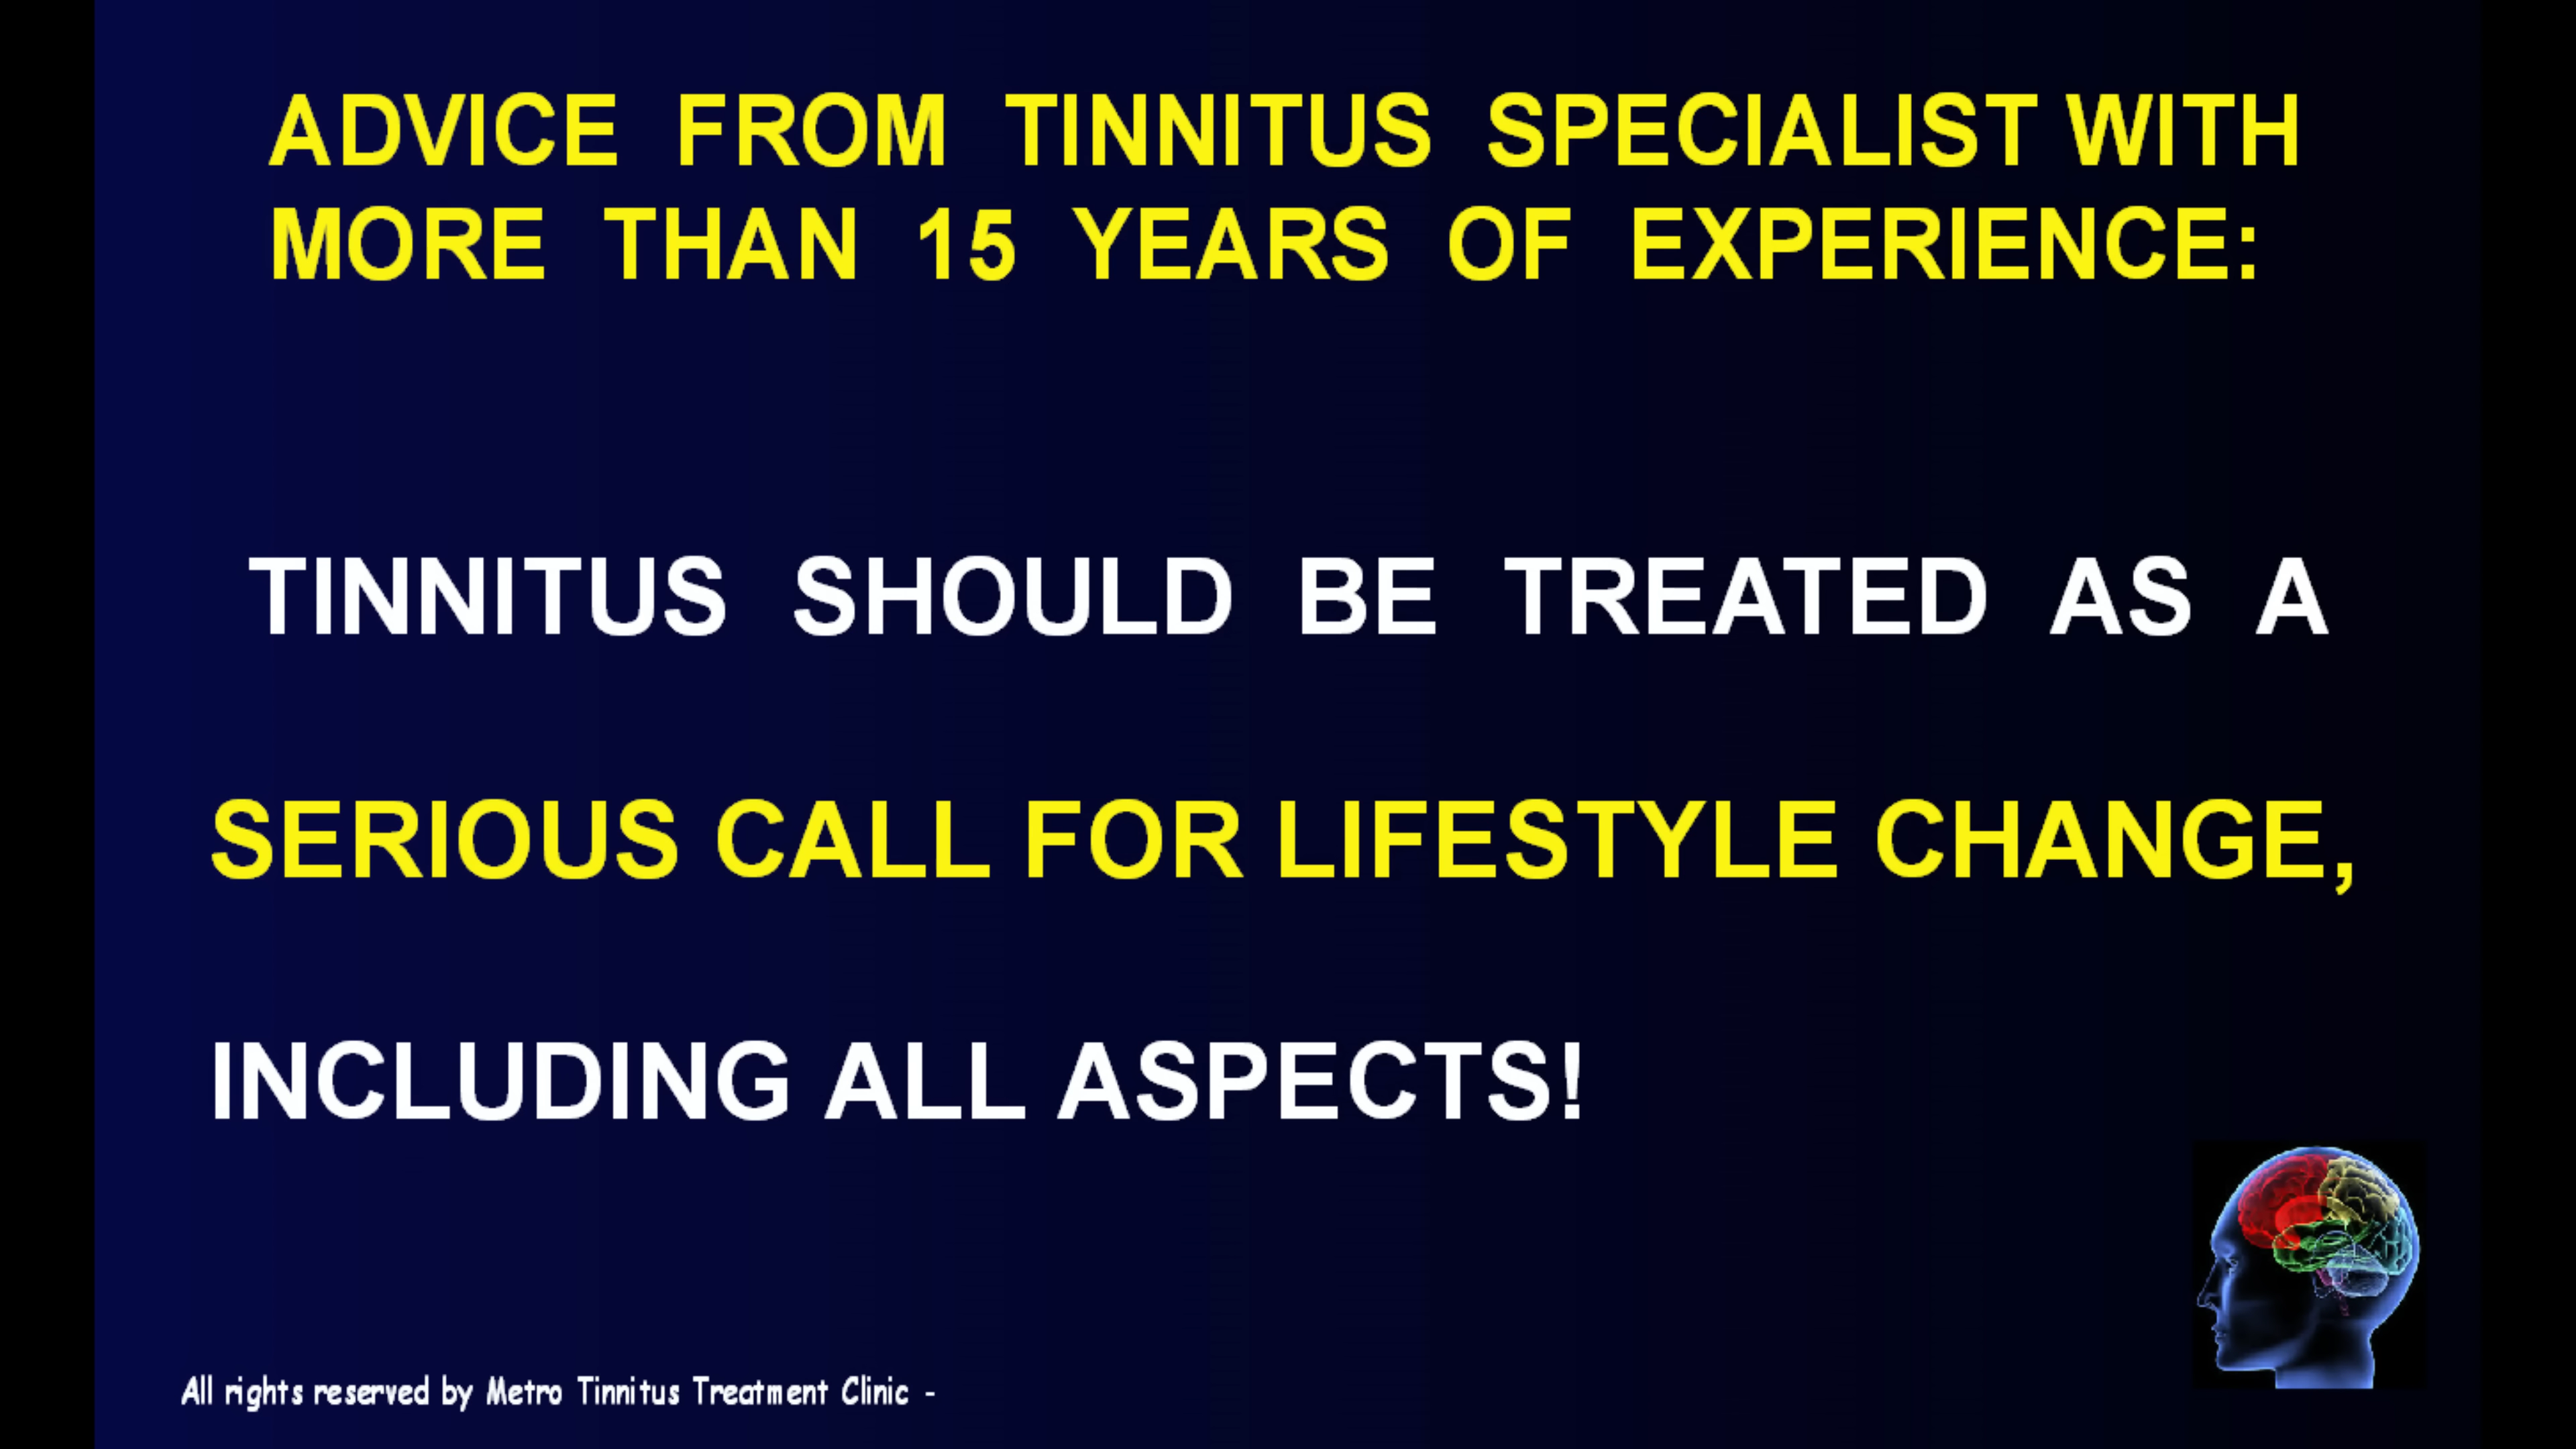 ADVICE FROM TINNITUS SPECIALIST WITH
MORE THAN 15 YEARS OF EXPERIENCE:
TINNITUS SHOULD BE TREATED AS A
SERIOUS CALL FOR LIFESTYLE CHANGE,
INCLUDING ALL ASPECTS!
All rights reserved by Metro Tinnitus Treatment Clinic -